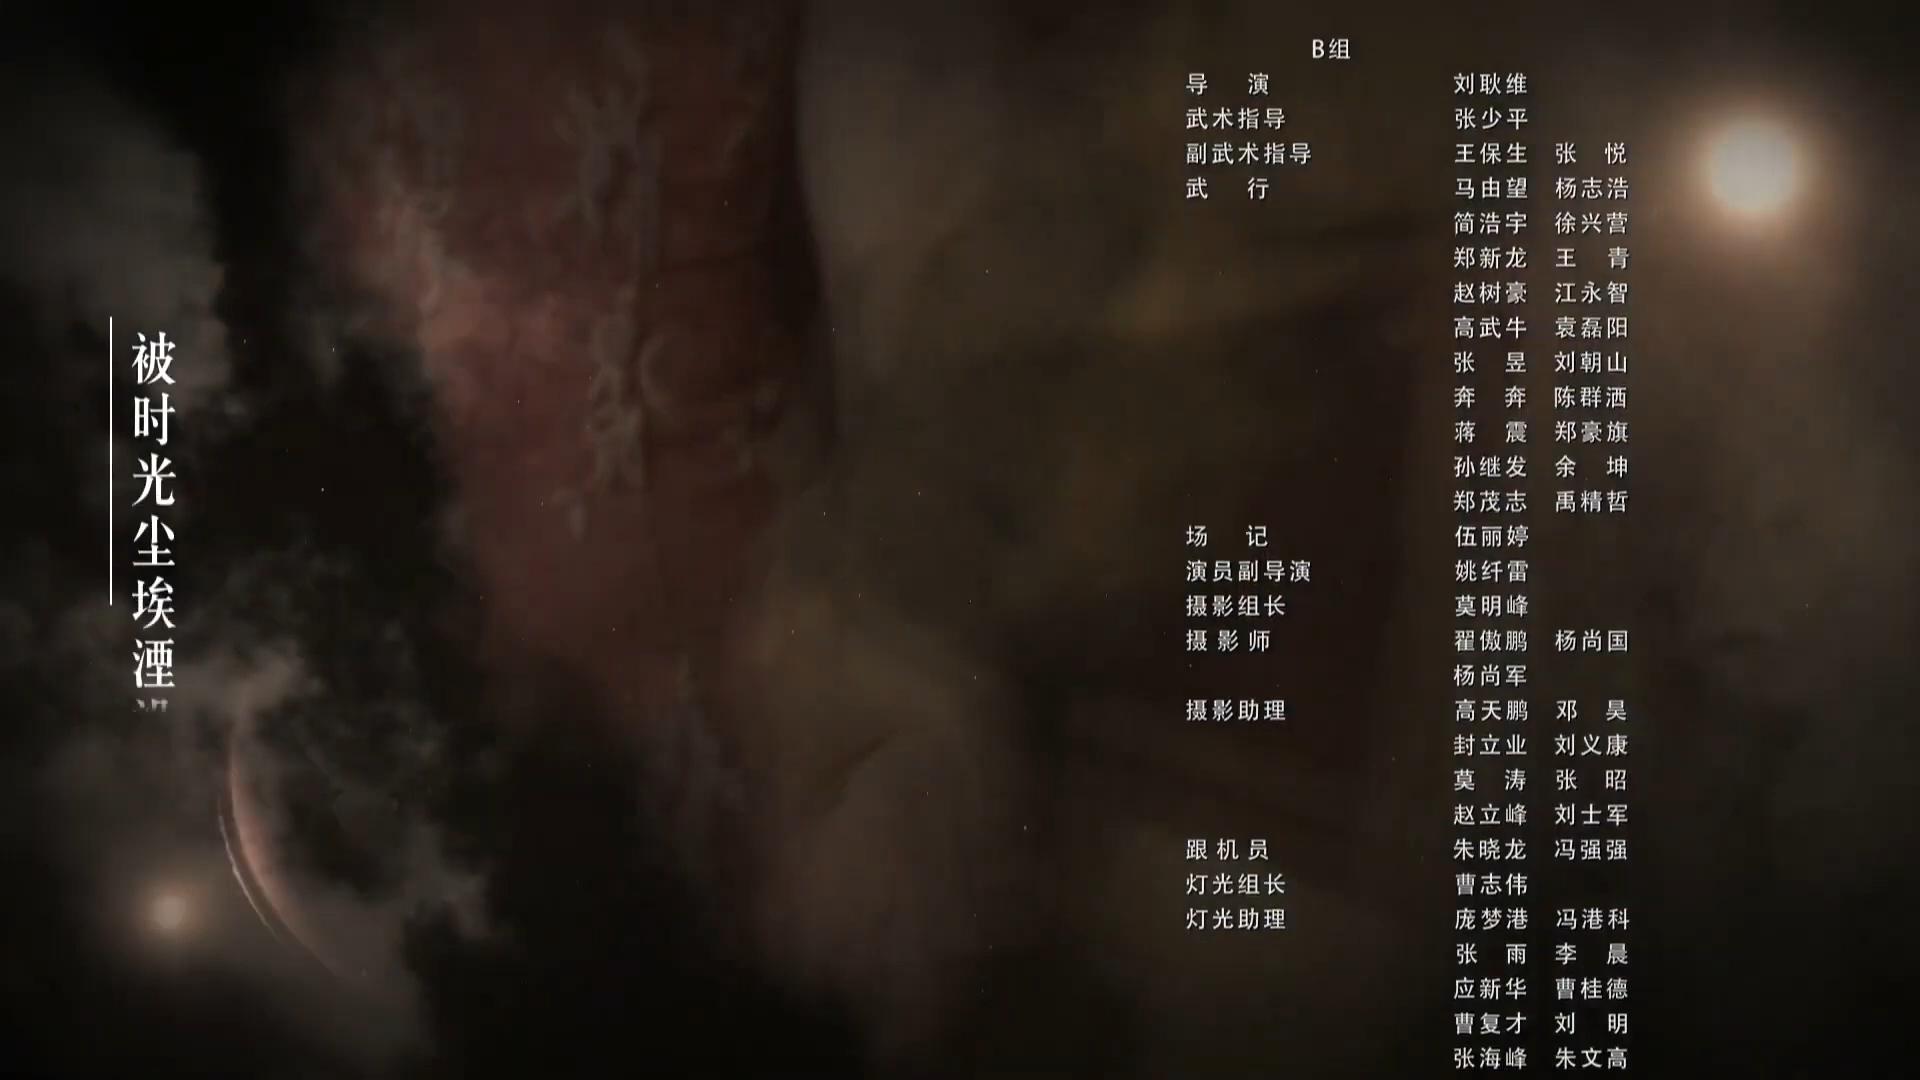 被时光尘埃湮
B组
导 演 刘耿维
武术指导 张少平
副武术指导 王保生 张 悦
武 行 马由望 杨志浩
简浩宇 徐兴营
郑新龙 王 青
赵树豪 江永智
高武牛 袁磊阳
张 昱 刘朝山
奔 奔 陈群洒
蒋 震 郑豪旗
孙继发 余 坤
郑茂志 禹精哲
场 记 伍丽婷
演员副导演 姚纤雷
摄影组长 莫明峰
摄 影 师 翟傲鹏 杨尚国
杨尚军
摄影助理 高天鹏 邓 昊
封立业 刘义康
莫 涛 张 昭
赵立峰 刘士军
跟 机 员 朱晓龙 冯强强
灯光组长 曹志伟
灯光助理 庞梦港 冯港科
张 雨 李 晨
应新华 曹桂德
曹复才 刘 明
张海峰 朱文高